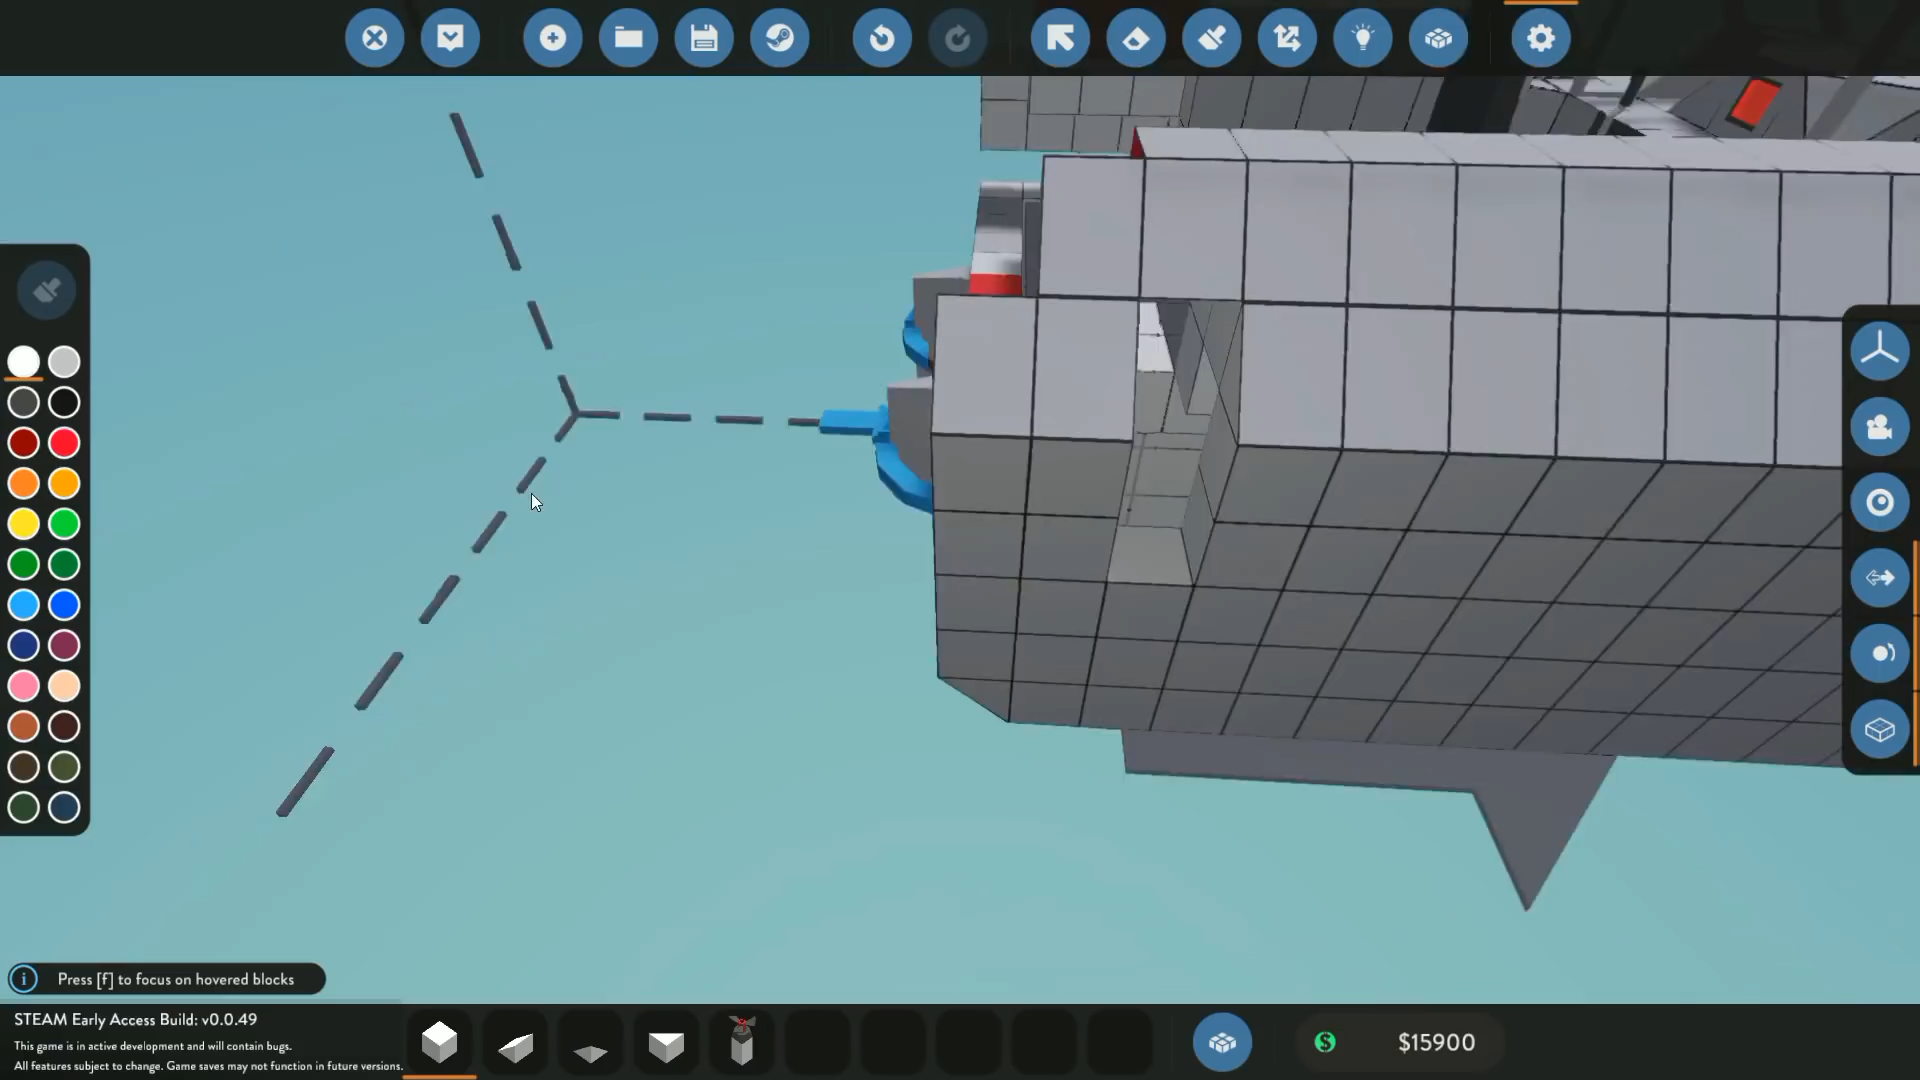 Press [f] to focus on hovered blocks
STEAM Early Access Build: v0.0.49
This game is in active development and will contain bugs.
All features subject to change. Game saves may not function in future versions.
$15900